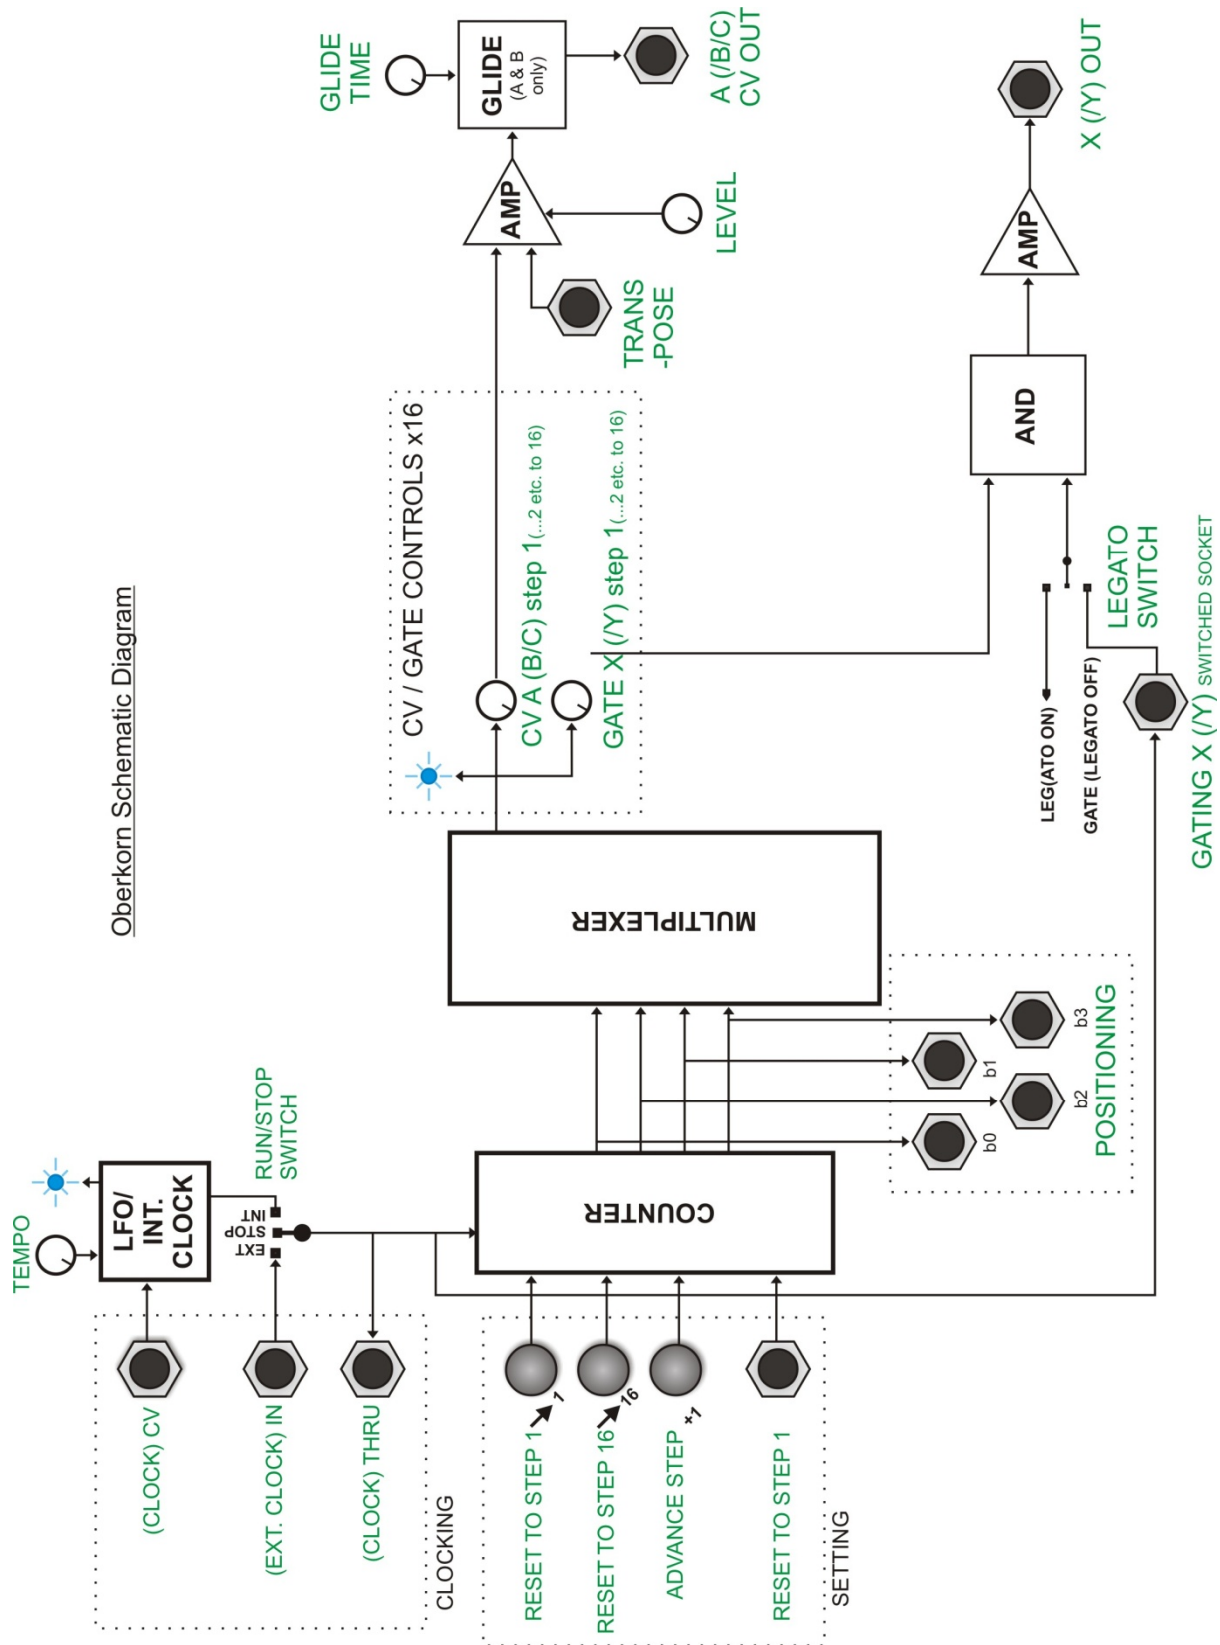 Oberkorn Schematic Diagram
TEMPO
LFO/
INT.
CLOCK
RUN/STOP
SWITCH
INT
STOP
EXT
(CLOCK) CV
(EXT. CLOCK) IN
(CLOCK) THRU
CLOCKING
RESET TO STEP 1
1
RESET TO STEP 16
16
ADVANCE STEP
+1
RESET TO STEP 1
SETTING
COUNTER
b0
b2
b1
b3
POSITIONING
MULTIPLEXER
CV / GATE CONTROLS x16
CV A (B/C) step 1(...2 etc. to 16)
GATE X (/Y) step 1(...2 etc. to 16)
TRANS
-POSE
LEVEL
AMP
GLIDE
TIME
GLIDE
(A & B
only)
A (/B/C)
CV OUT
LEG(ATO ON)
GATE (LEGATO OFF)
LEGATO
SWITCH
GATING X (/Y) SWITCHED SOCKET
AND
AMP
X (/Y) OUT